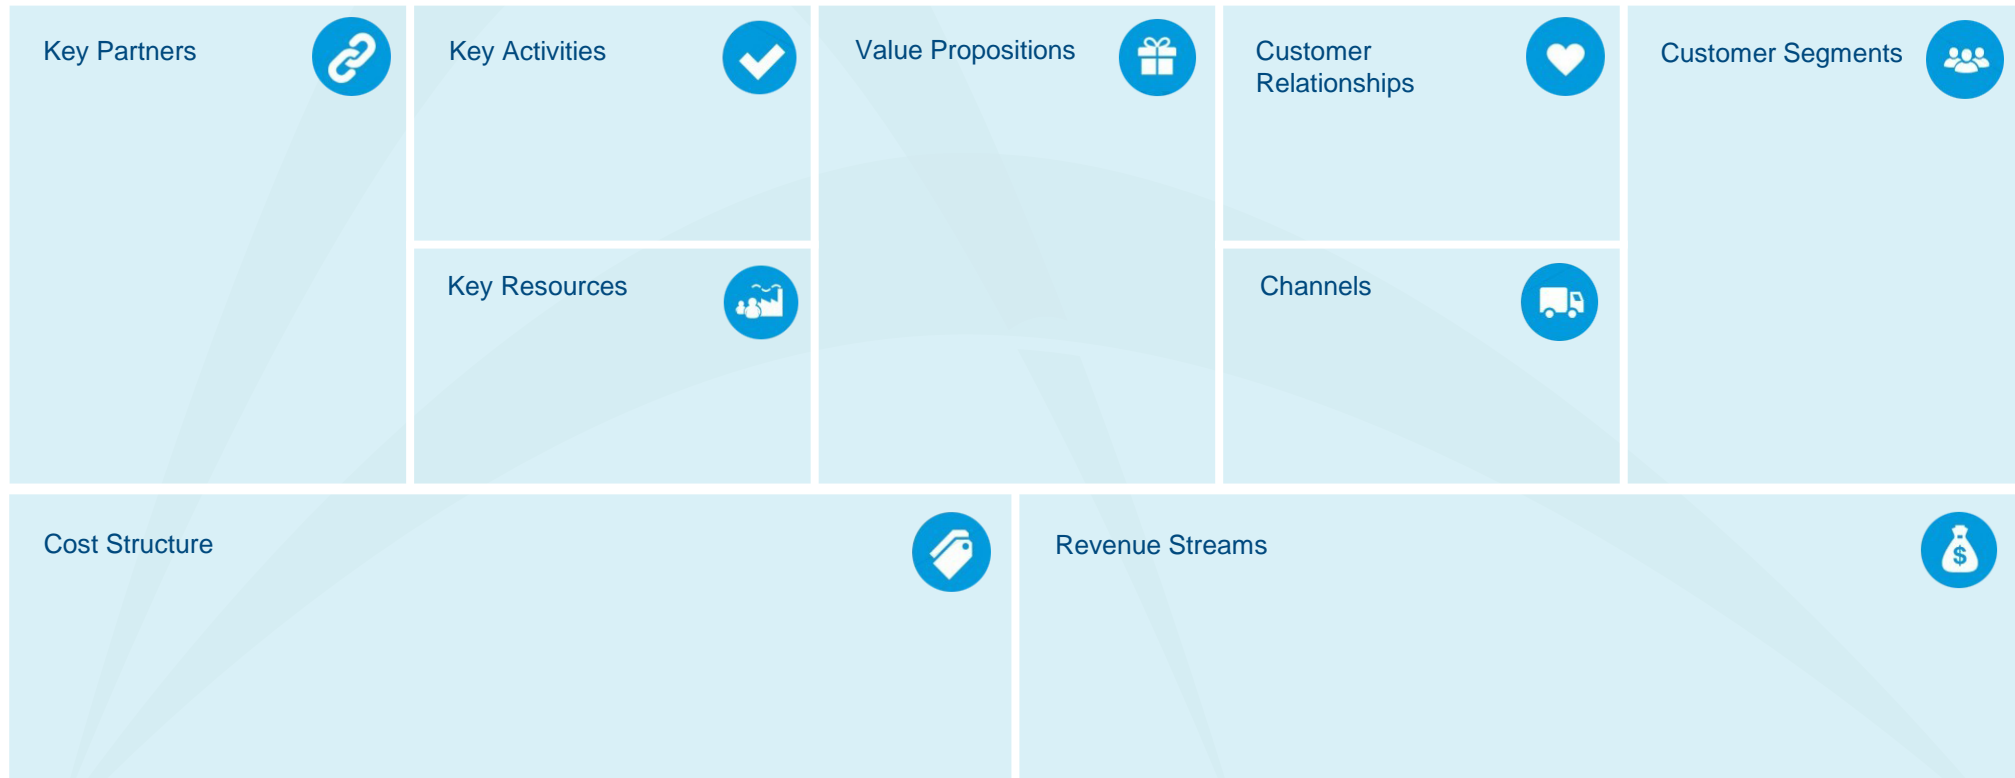 Key Partners
Key Activities
Value Propositions
Customer
Relationships
Customer Segments
Key Resources
Channels
Cost Structure
Revenue Streams
$